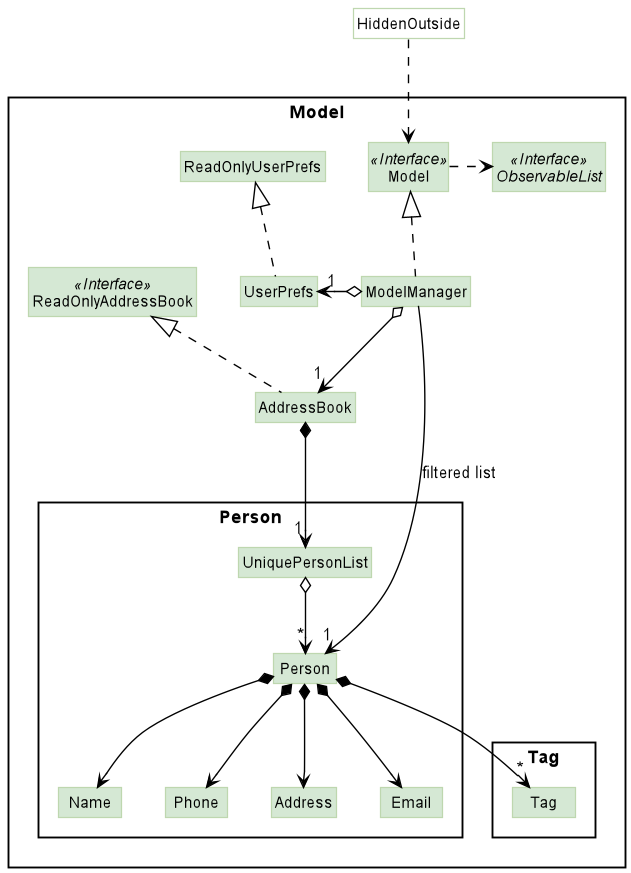 HiddenOutside
Model
«Interface»
Model
«Interface»
ObservableList
ReadOnlyUserPrefs
«Interface»
ReadOnlyAddressBook
UserPrefs
1
ModelManager
1
AddressBook
filtered list
Person
1
UniquePersonList
*
1
Person
Tag
*
Name
Phone
Address
Email
Tag